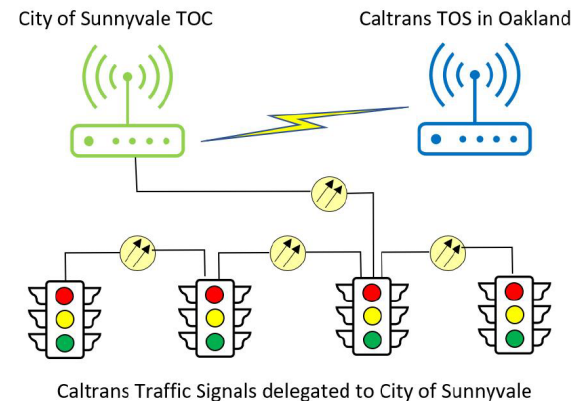 City of Sunnyvale TOC
Caltrans TOS in Oakland
Caltrans Traffic Signals delegated to City of Sunnyvale